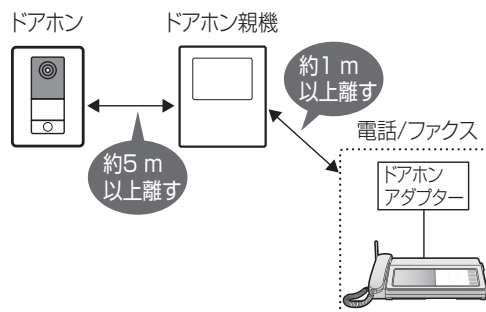 ドアホン
ドアホン親機
約1 m
以上離す
約5 m
以上離す
電話/ファクス
ドアホン
アダプター